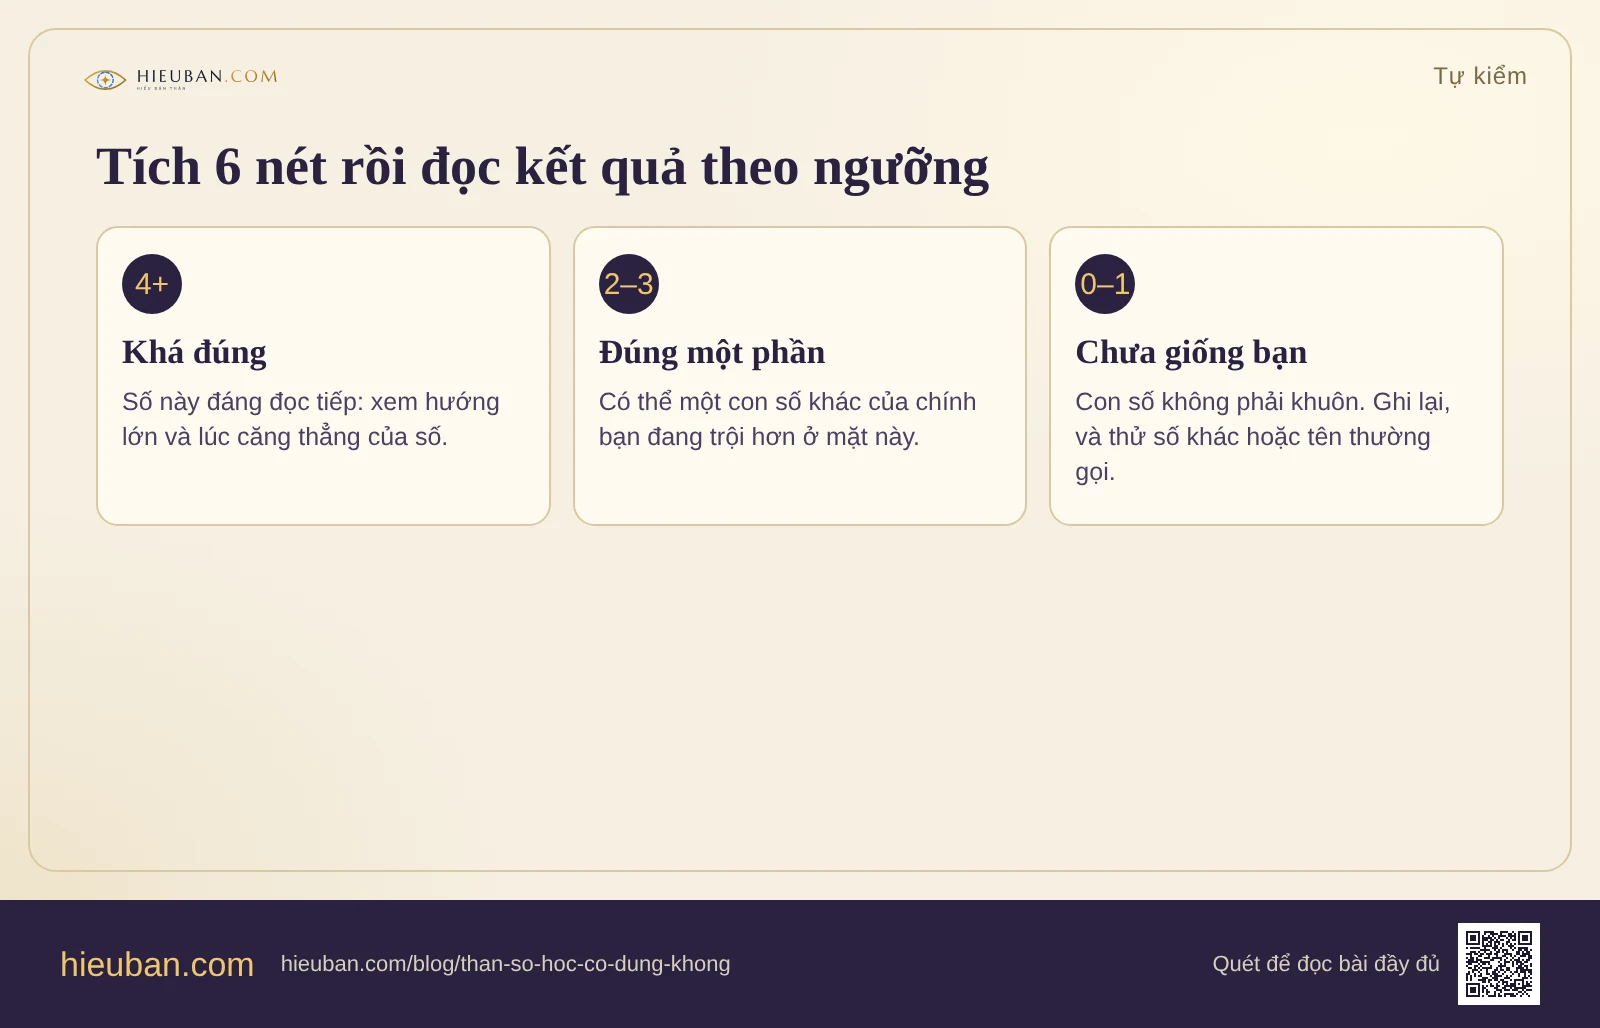 HIEUBAN.COM
HIỂU BẢN THÂN
Tự kiểm
Tích 6 nét rồi đọc kết quả theo ngưỡng
4+
Khá đúng
Số này đáng đọc tiếp: xem hướng
lớn và lúc căng thẳng của số.
2–3
Đúng một phần
Có thể một con số khác của chính
bạn đang trội hơn ở mặt này.
0–1
Chưa giống bạn
Con số không phải khuôn. Ghi lại,
và thử số khác hoặc tên thường
gọi.
hieuban.com
hieuban.com/blog/than-so-hoc-co-dung-khong
Quét để đọc bài đầy đủ